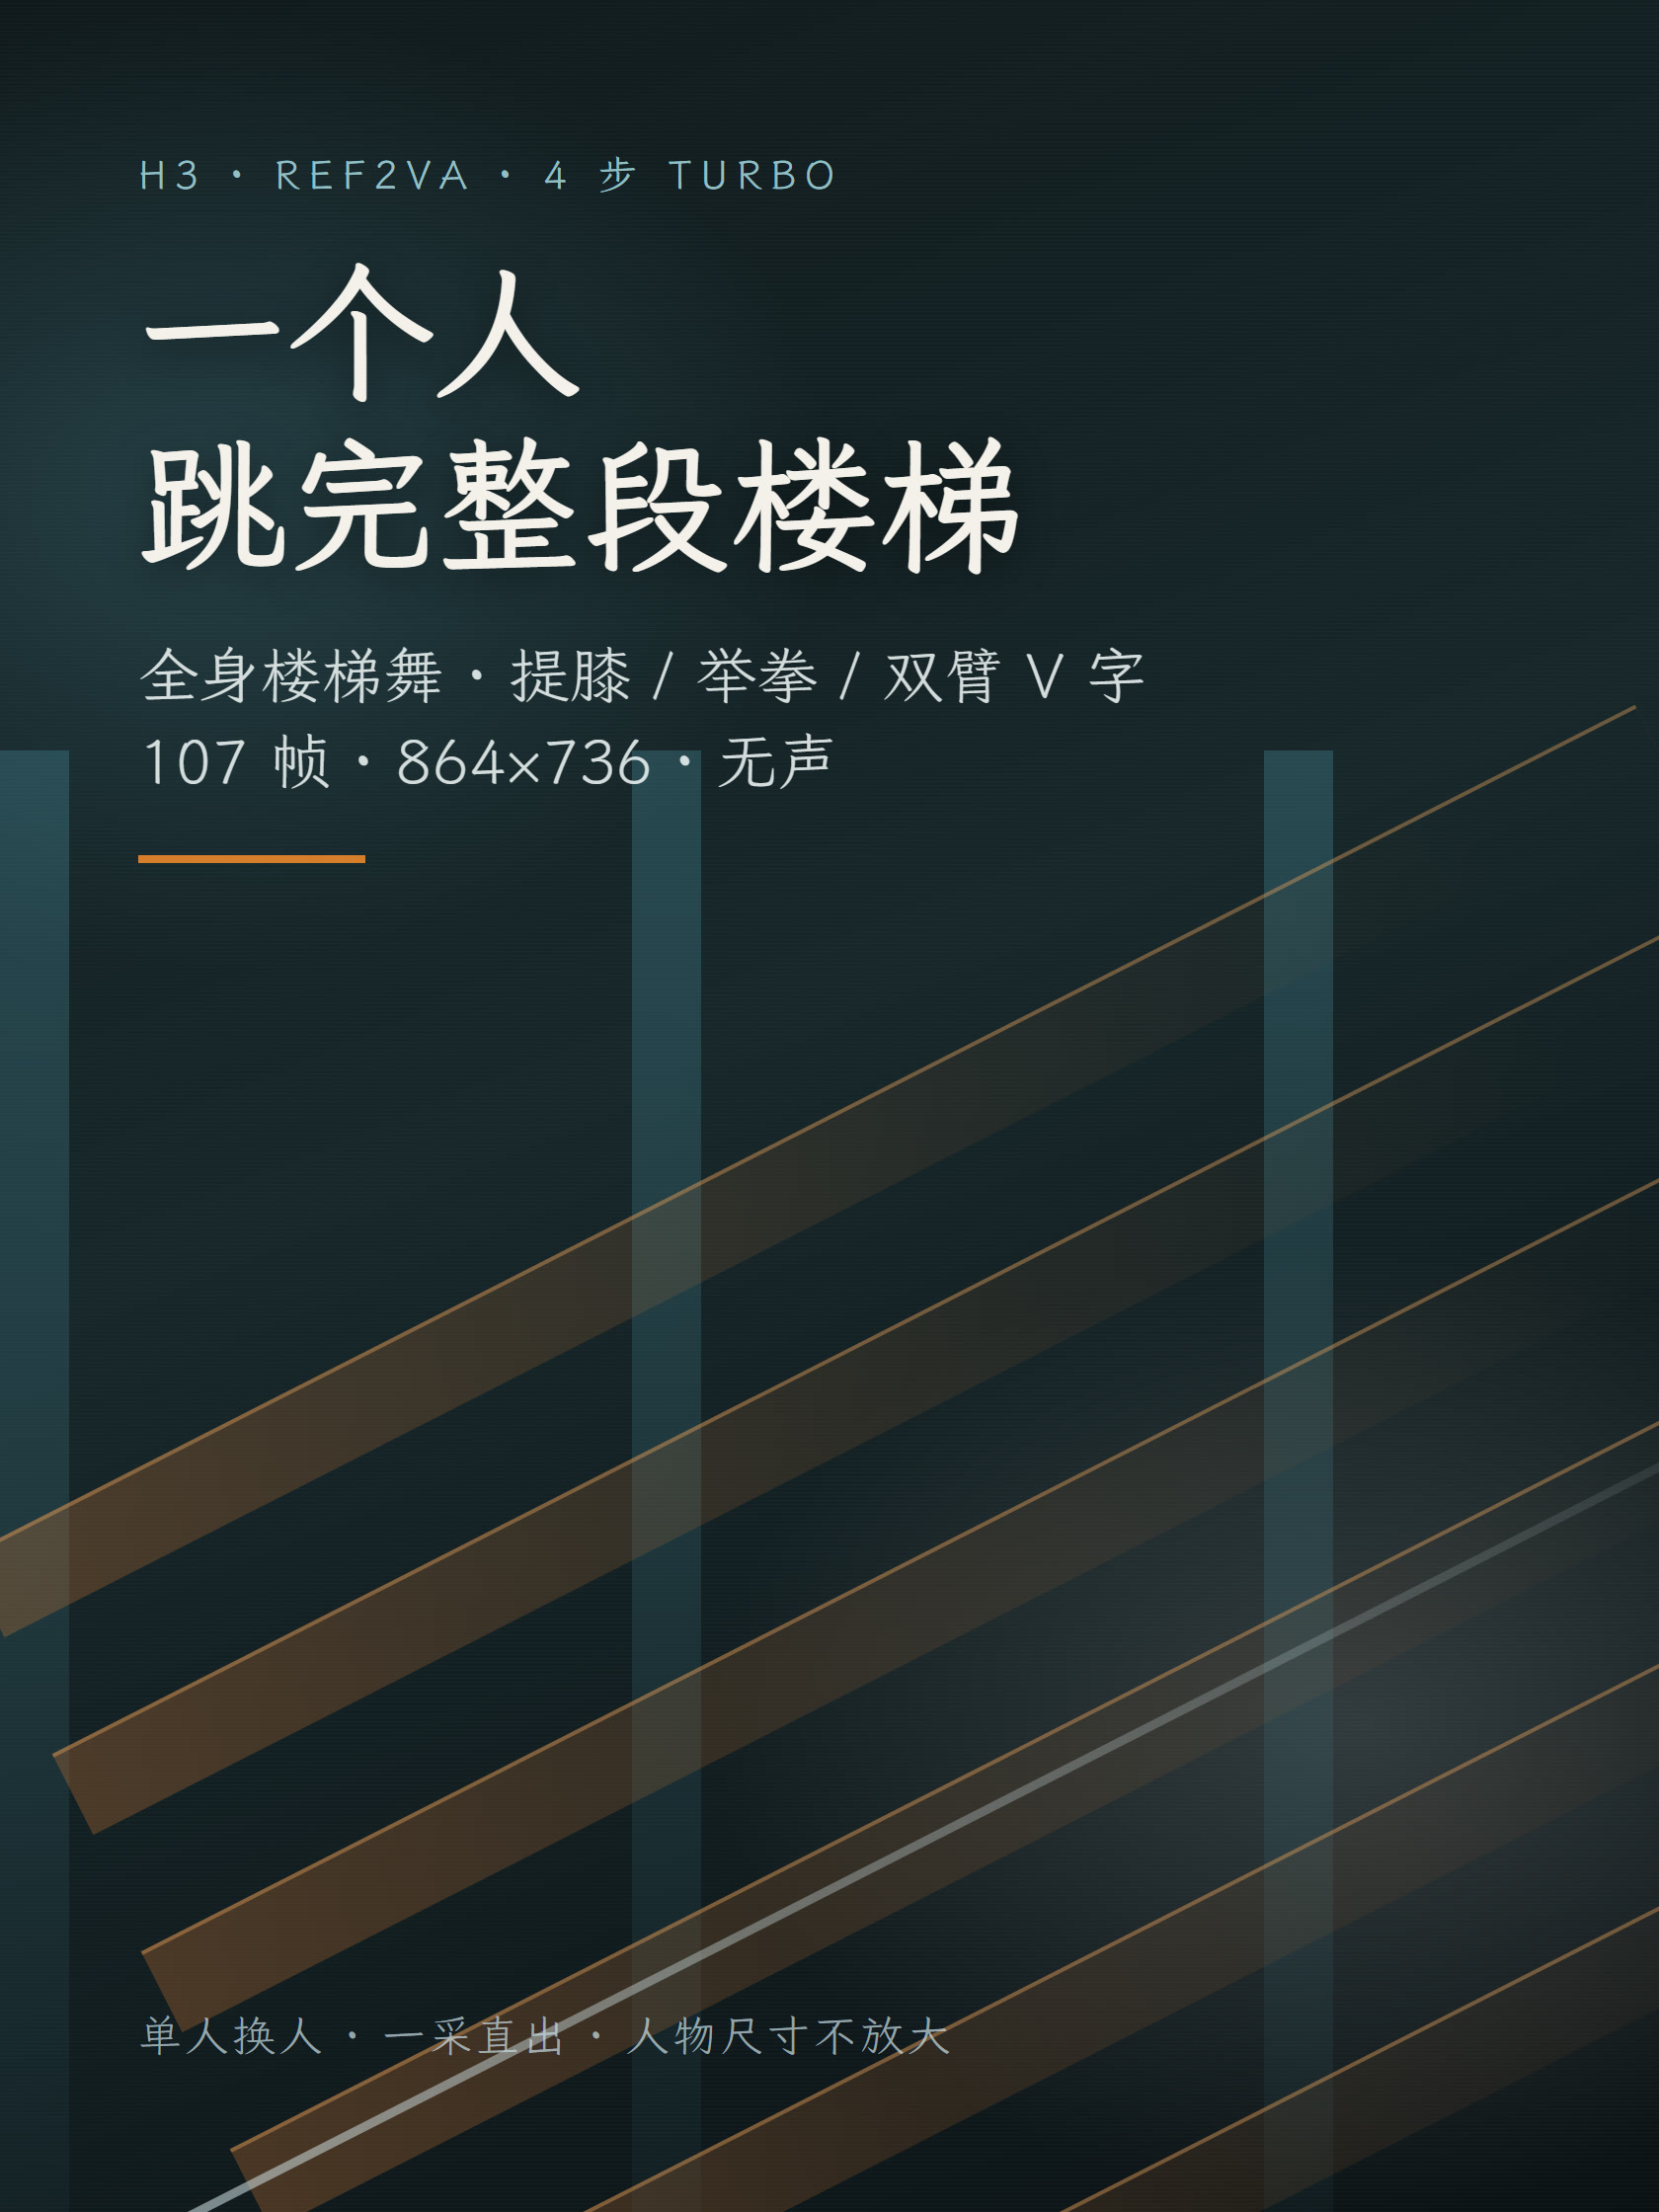 H3 · REF2VA · 4 步 TURBO
一个人
跳完整段楼梯
全身楼梯舞 · 提膝 / 举拳 / 双臂 V 字
107 帧 · 864×736 · 无声
单人换人 · 一采直出 · 人物尺寸不放大